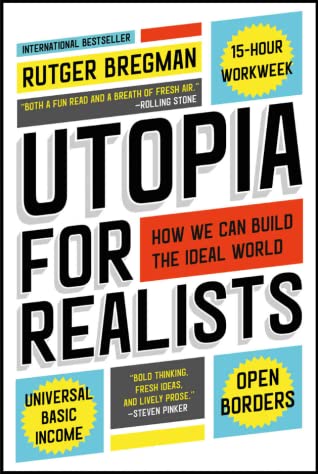 INTERNATIONAL BESTSELLER
RUTGER BREGMAN
"BOTH A FUN READ AND A BREATH OF FRESH AIR."
–ROLLING STONE
15-HOUR
WORKWEEK
UTOPIA
FOR
HOW WE CAN BUILD
THE IDEAL WORLD
REALISTS
UNIVERSAL
BASIC
INCOME
"BOLD THINKING,
FRESH IDEAS,
AND LIVELY PROSE."
–STEVEN PINKER
OPEN
BORDERS